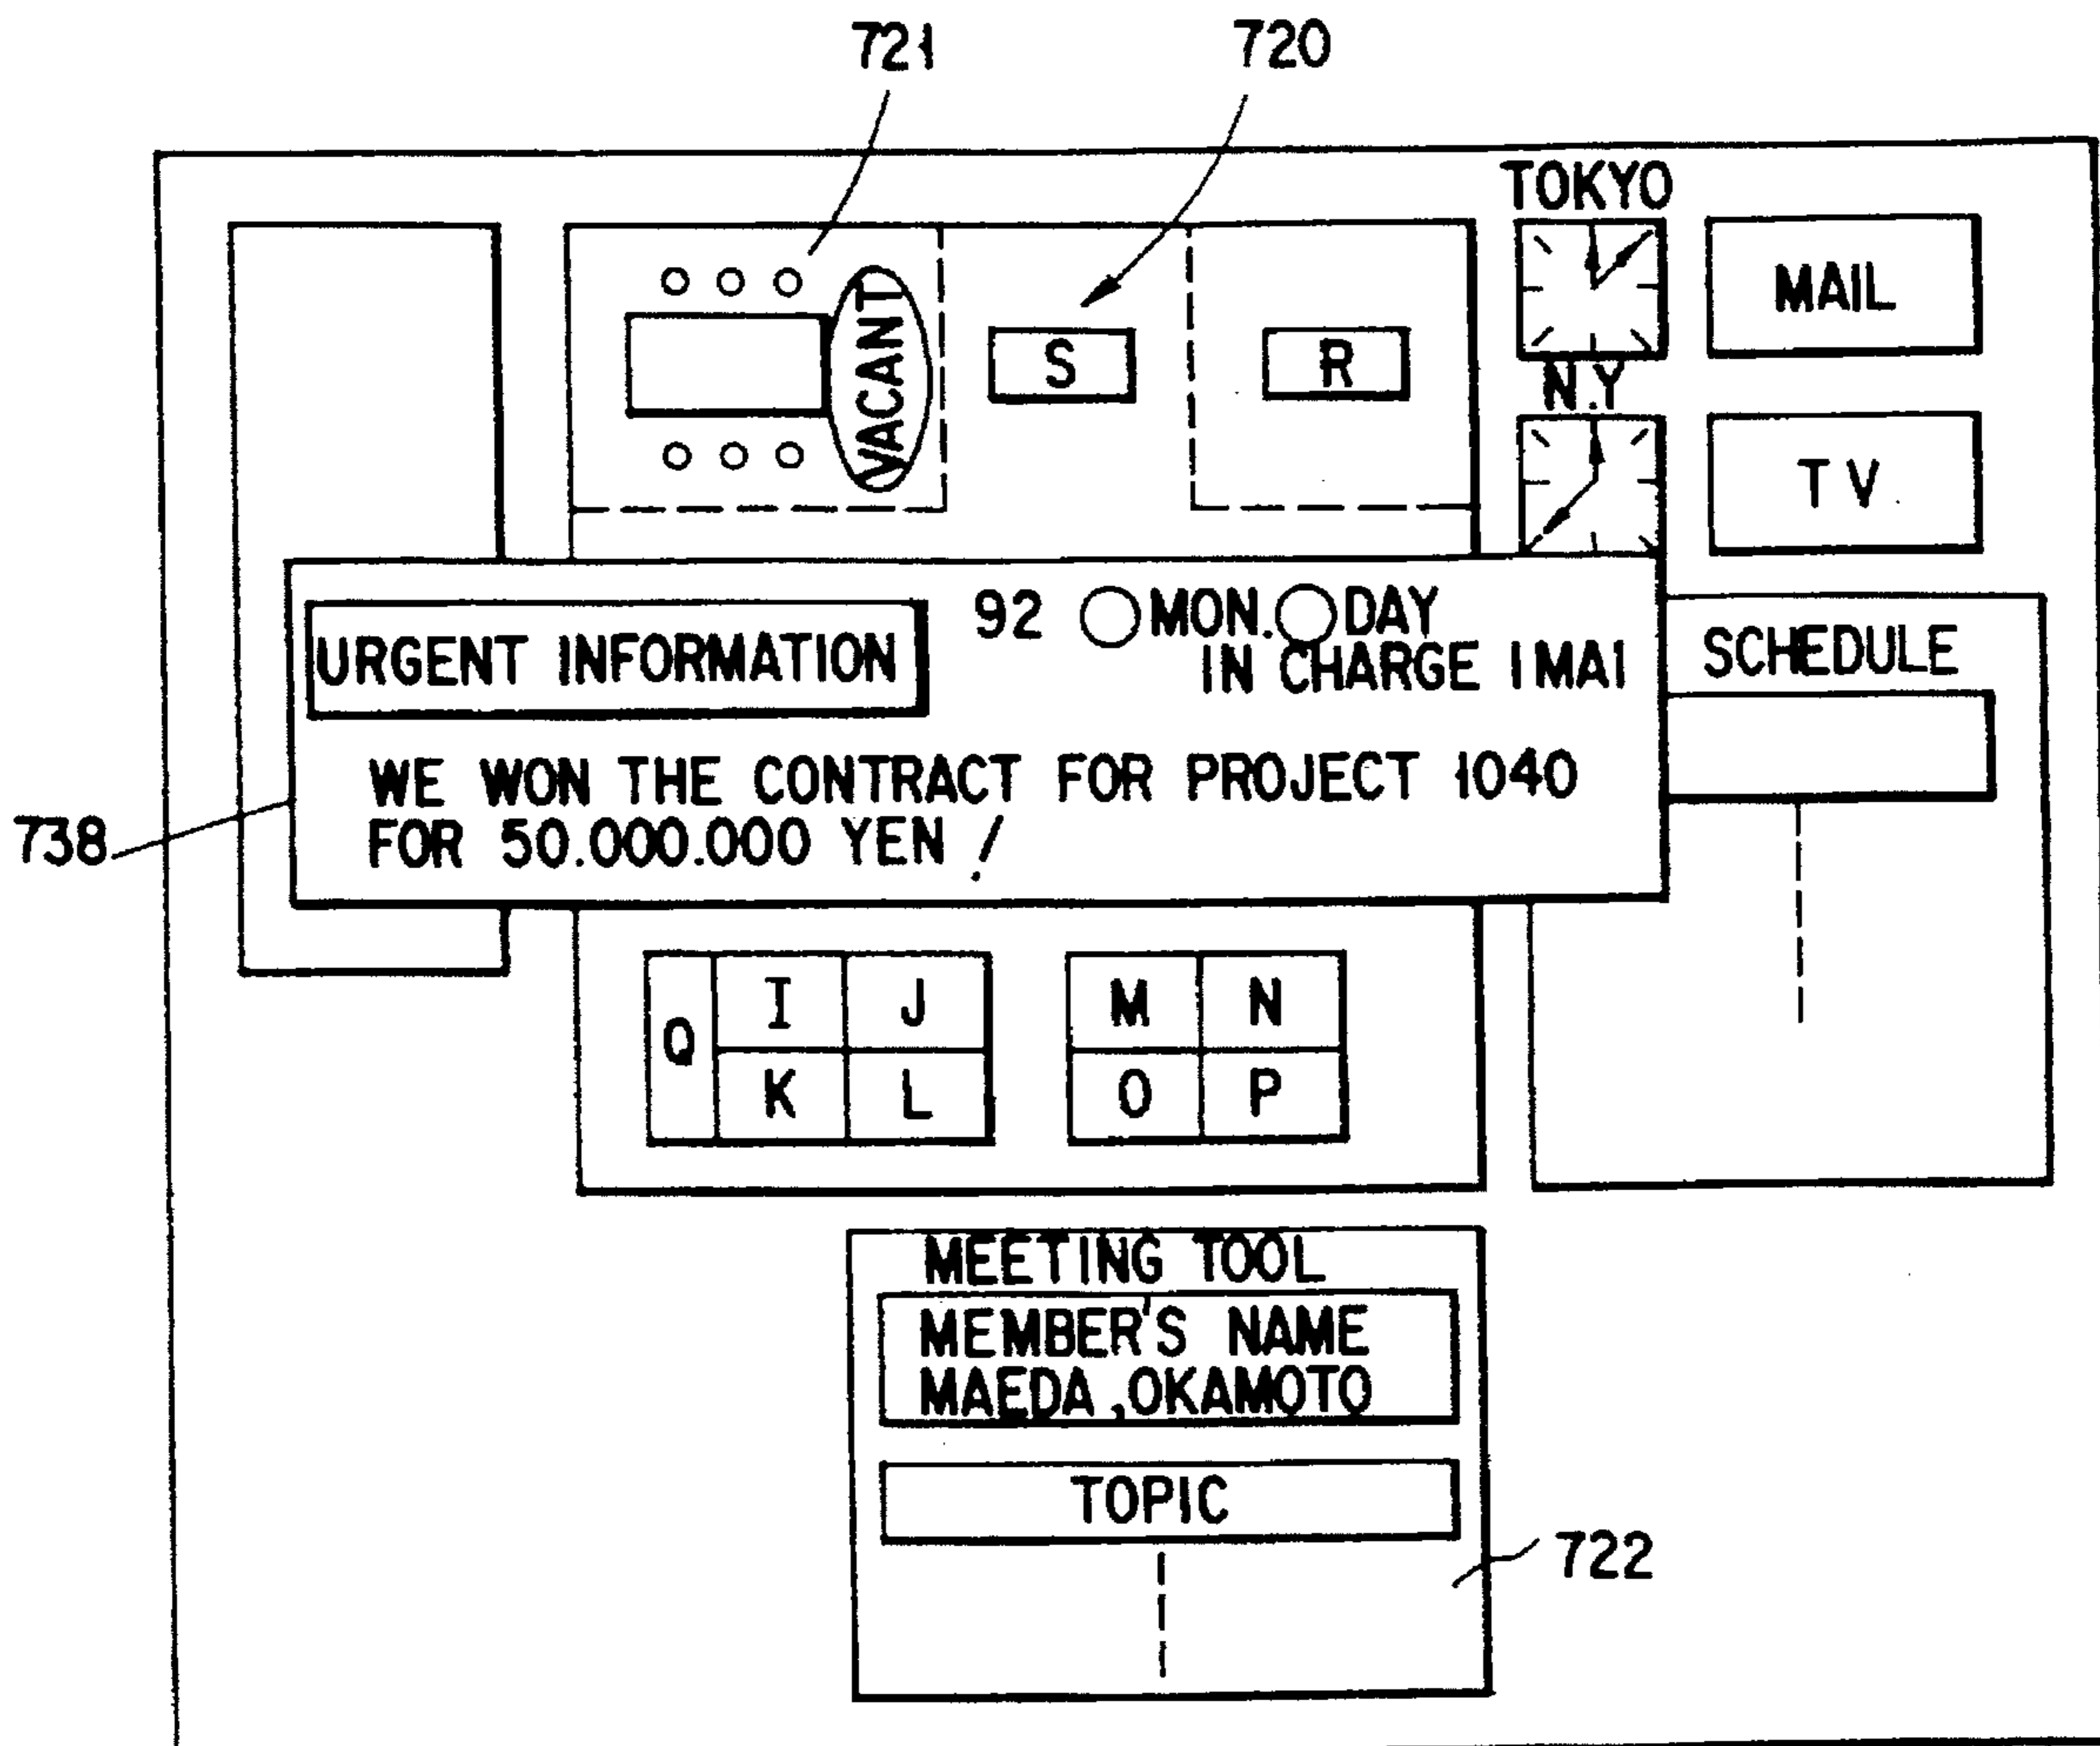 721
720
TOKYO
MAIL
VACANT
S
R
N.Y
TV
92 ○MON.○DAY
URGENT INFORMATION
IN CHARGE IMAI
SCHEDULE
WE WON THE CONTRACT FOR PROJECT 1040
FOR 50.000.000 YEN !
738
Q
I J
M N
K L
O P
MEETING TOOL
MEMBER'S NAME
MAEDA,OKAMOTO
TOPIC
722